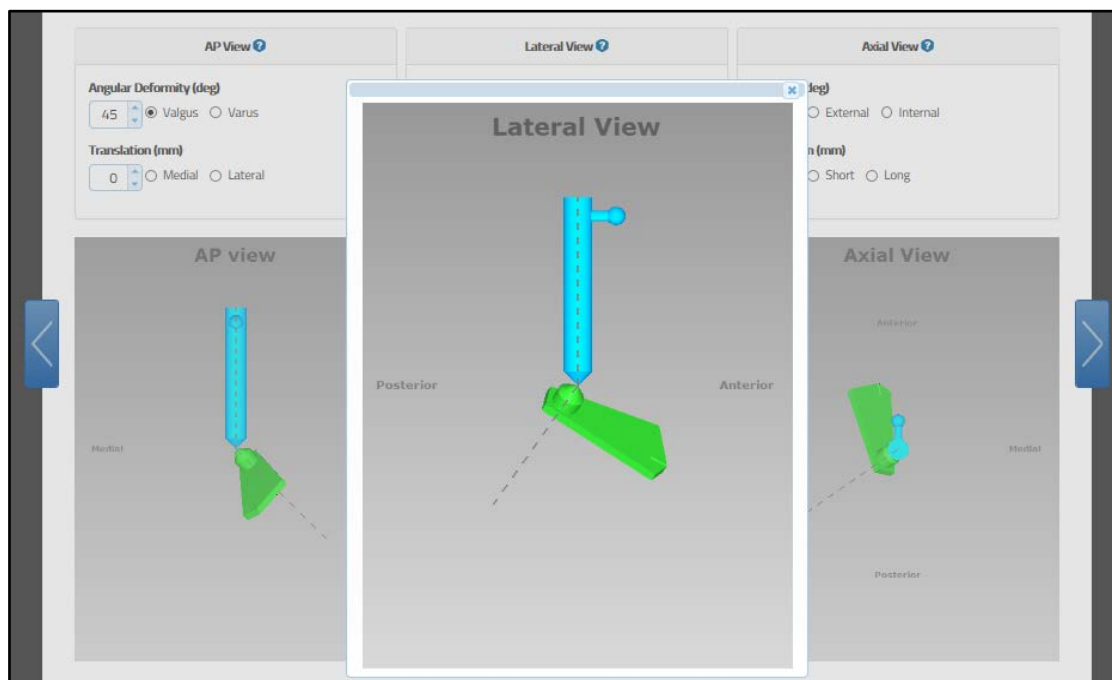 AP View ?
Lateral View ?
Axial View ?
Angular Deformity (deg)
45 Valgus Varus
deg)
External Internal
Translation (mm)
0 Medial Lateral
n (mm)
Short Long
Lateral View
Posterior
Anterior
AP view
Medial
Axial View
Anterior
Medial
Posterior